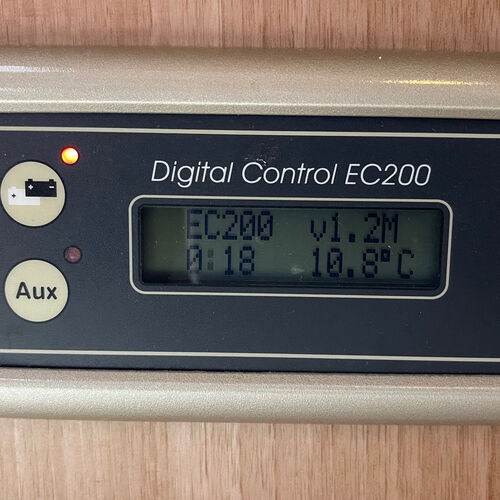 Digital Control EC200
EC200 v1.2M
0:18 10.8°C
Aux